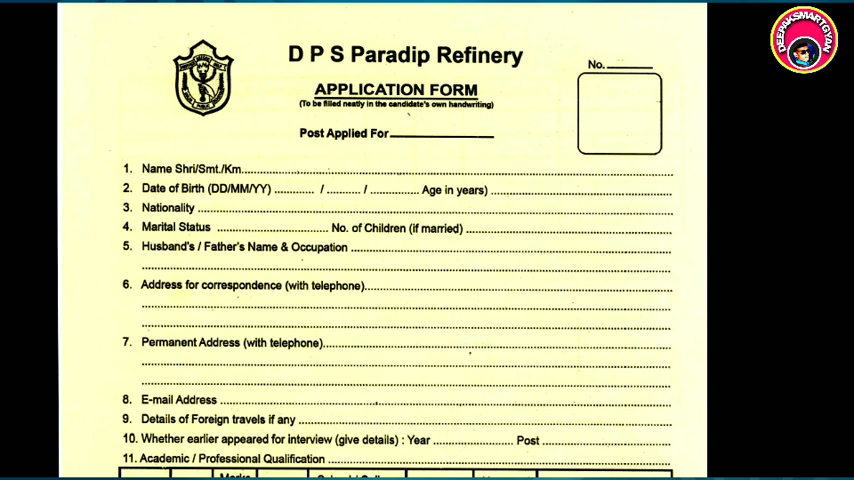 DEEPAKSMARTGYAN
D P S Paradip Refinery
No.
APPLICATION FORM
(To be filled neatly in the candidate's own handwriting)
Post Applied For
1. Name Shri/Smt./Km.
2. Date of Birth (DD/MM/YY) / / Age in years)
3. Nationality
4. Marital Status No. of Children (if married)
5. Husband's / Father's Name & Occupation
6. Address for correspondence (with telephone)
7. Permanent Address (with telephone)
8. E-mail Address
9. Details of Foreign travels if any
10. Whether earlier appeared for interview (give details) : Year Post
11. Academic / Professional Qualification
Marks